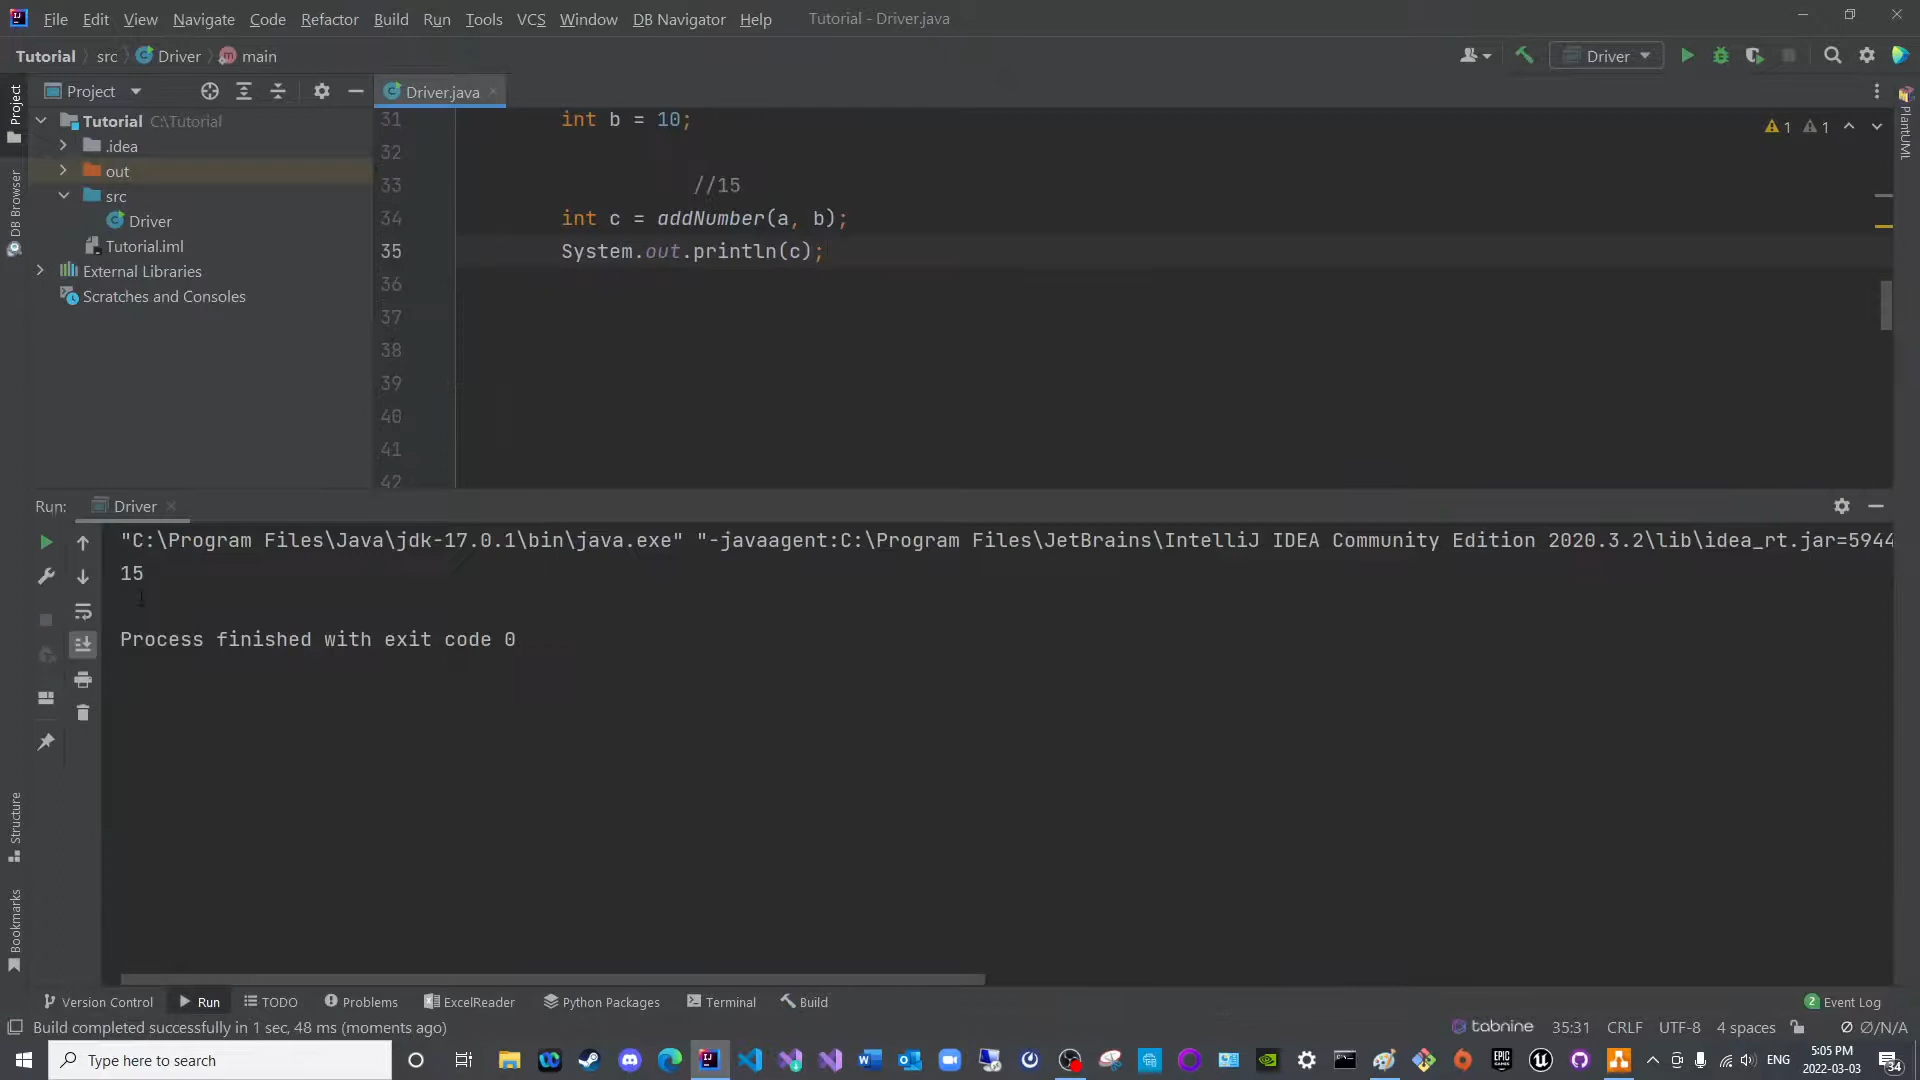 File Edit View Navigate Code Refactor Build Run Tools VCS Window DB Navigator Help Tutorial - Driver.java
Tutorial src Driver main
Driver
Project
Project
Driver.java
Tutorial C:\Tutorial
.idea
out
src
Driver
Tutorial.iml
External Libraries
Scratches and Consoles
DB Browser
PlantUML
1 1
31 int b = 10;
32
33 //15
34 int c = addNumber(a, b);
35 System.out.println(c);
36
37
38
39
40
41
42
Run: Driver
"C:\Program Files\Java\jdk-17.0.1\bin\java.exe" "-javaagent:C:\Program Files\JetBrains\IntelliJ IDEA Community Edition 2020.3.2\lib\idea_rt.jar=5944
15
Process finished with exit code 0
Structure
Bookmarks
Version Control Run TODO Problems ExcelReader Python Packages Terminal Build 2 Event Log
Build completed successfully in 1 sec, 48 ms (moments ago) tabnine 35:31 CRLF UTF-8 4 spaces Ø/N/A
Type here to search
EPIC GAMES
ENG
5:05 PM
2022-03-03
34